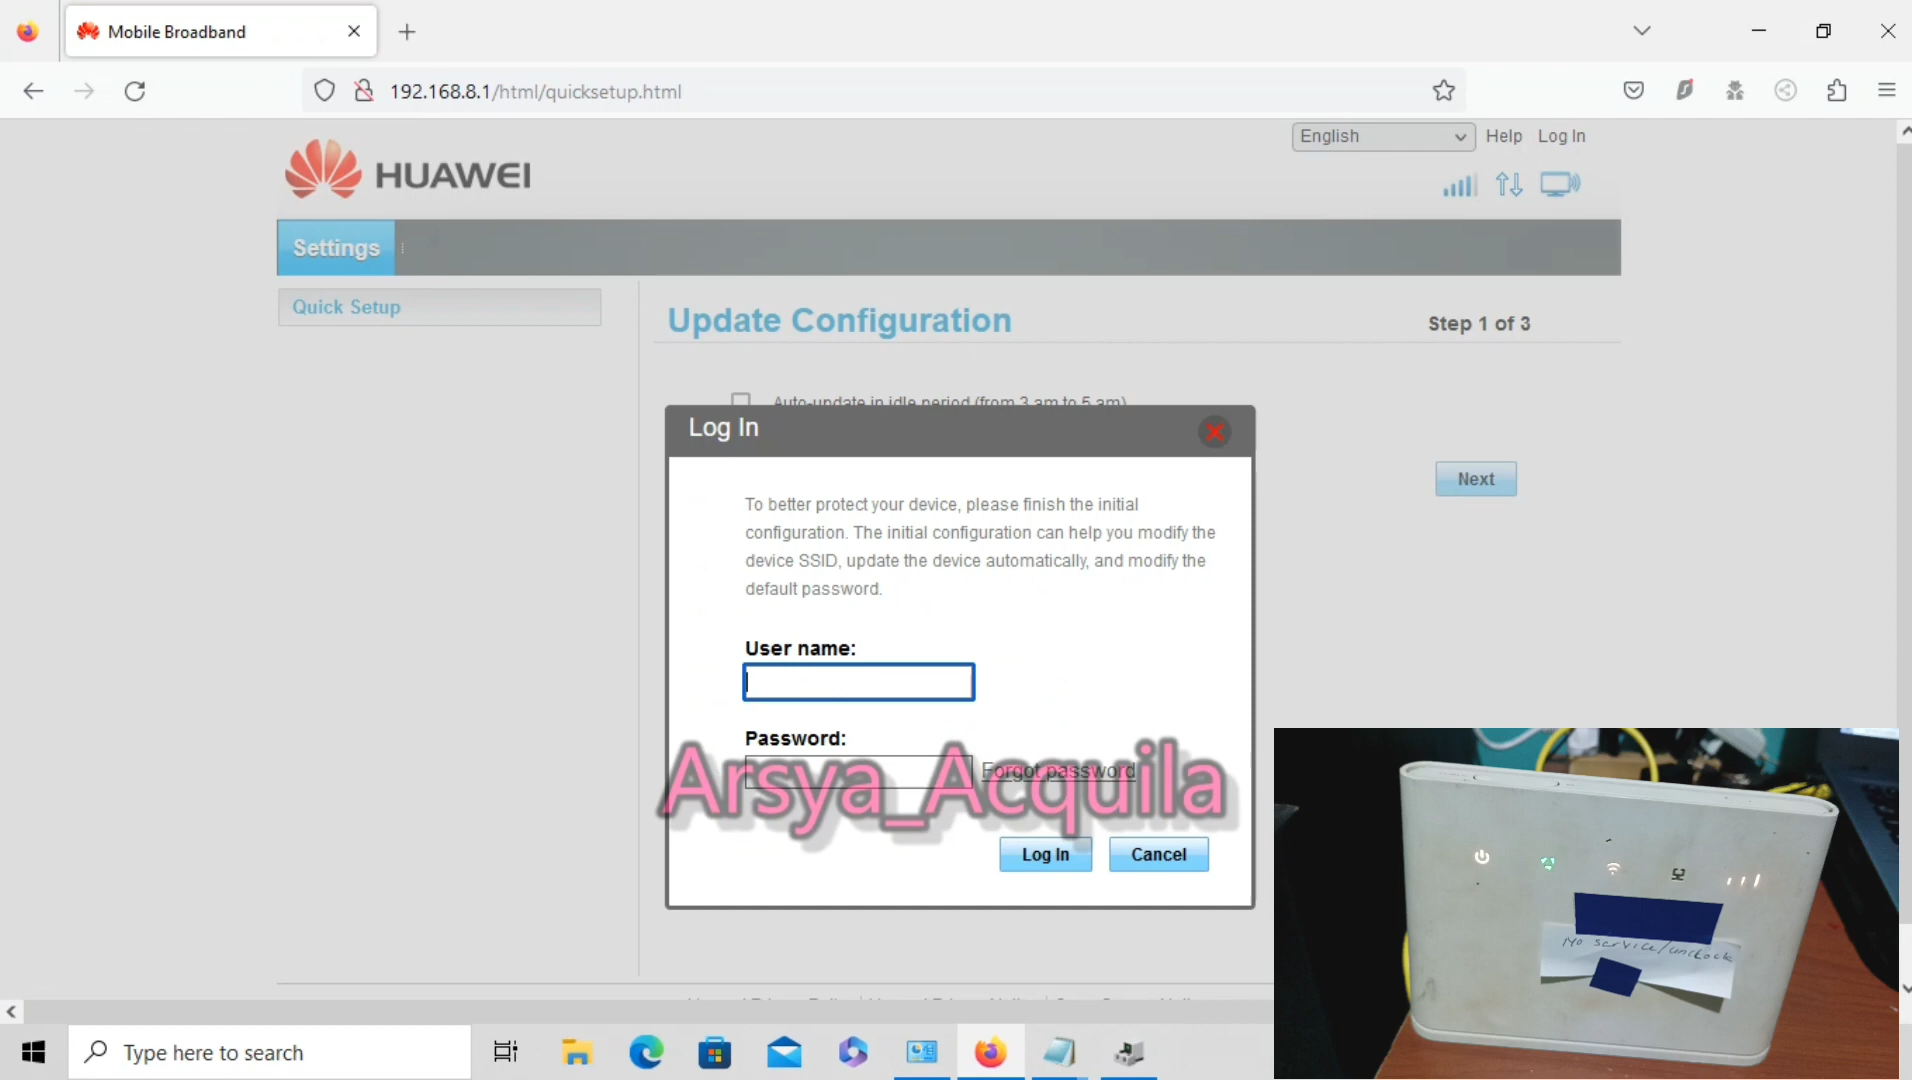 Mobile Broadband
192.168.8.1/html/quicksetup.html
English
Help
Log In
HUAWEI
Settings
Quick Setup
Update Configuration
Step 1 of 3
Auto-update in idle period (from 3 am to 5 am)
Log In
To better protect your device, please finish the initial
configuration. The initial configuration can help you modify the
device SSID, update the device automatically, and modify the
default password.
Next
User name:
Password:
Forgot password
Arsya_Acquila
Log In
Cancel
No service/unclock
Type here to search